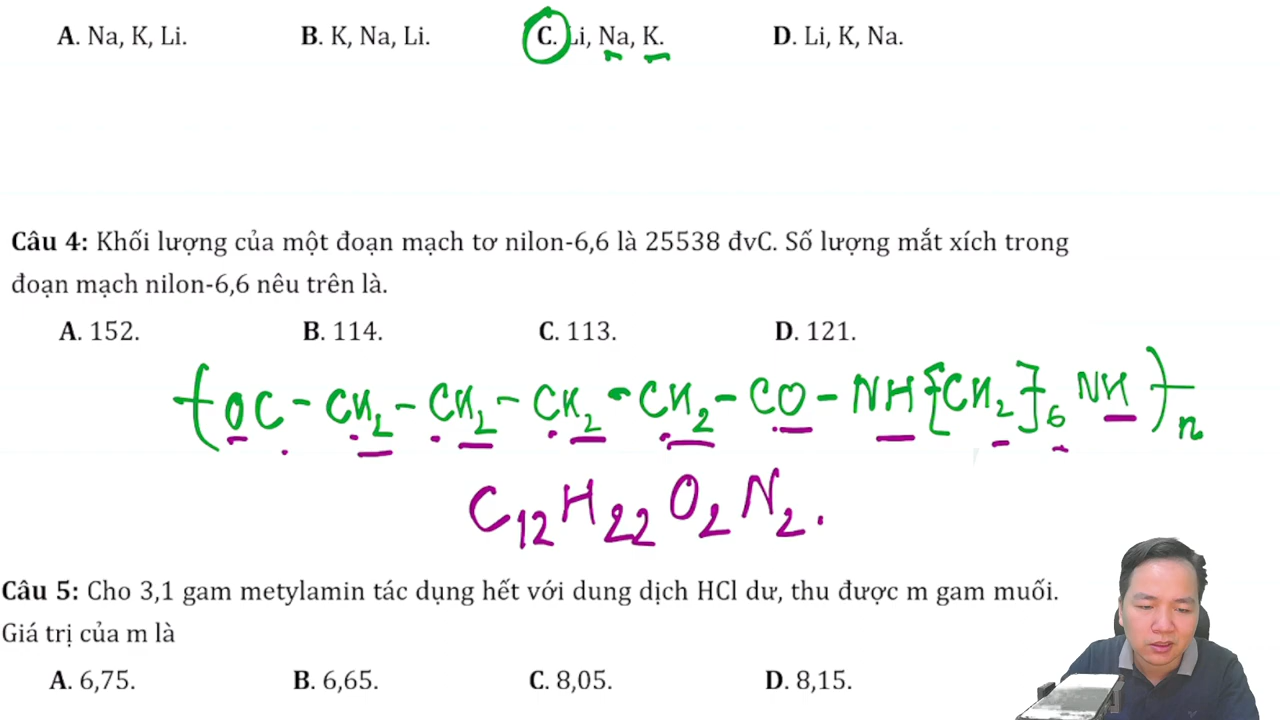 A. Na, K, Li. B. K, Na, Li. C. Li, Na, K. D. Li, K, Na.
Câu 4: Khối lượng của một đoạn mạch tơ nilon-6,6 là 25538 đvC. Số lượng mắt xích trong
đoạn mạch nilon-6,6 nêu trên là.
A. 152. B. 114. C. 113. D. 121.
(OC - CH2 - CH2 - CH2 - CH2 - CO - NH[CH2]6 NH)n
C12H22O2N2.
Câu 5: Cho 3,1 gam metylamin tác dụng hết với dung dịch HCl dư, thu được m gam muối.
Giá trị của m là
A. 6,75. B. 6,65. C. 8,05. D. 8,15.